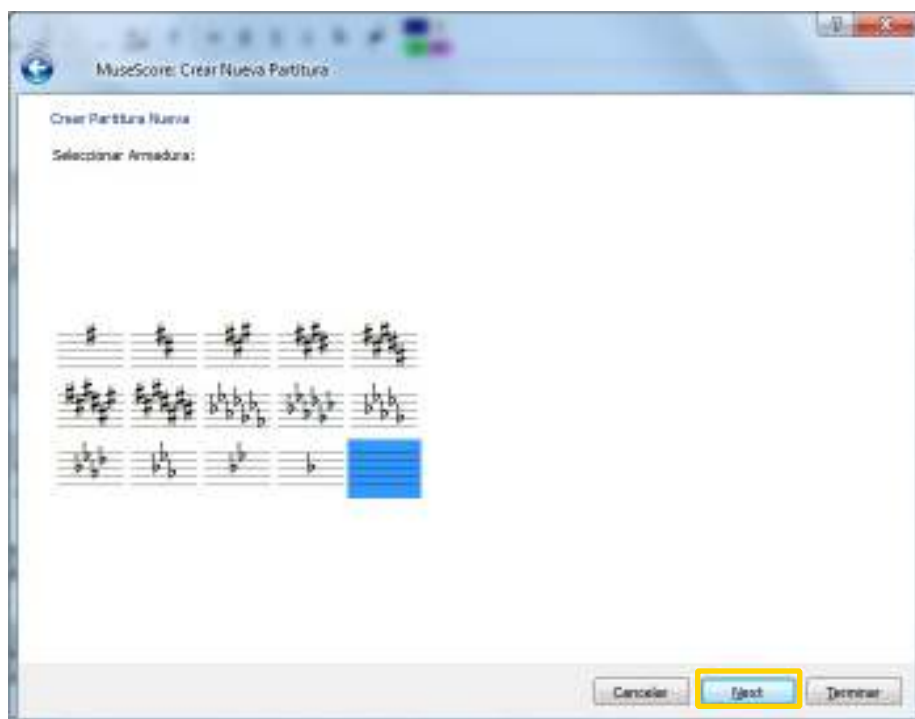 MuseScore: Crear Nueva Partitura
Crear Partitura Nueva
Seleccionar Armadura:
Cancelar Next Terminar